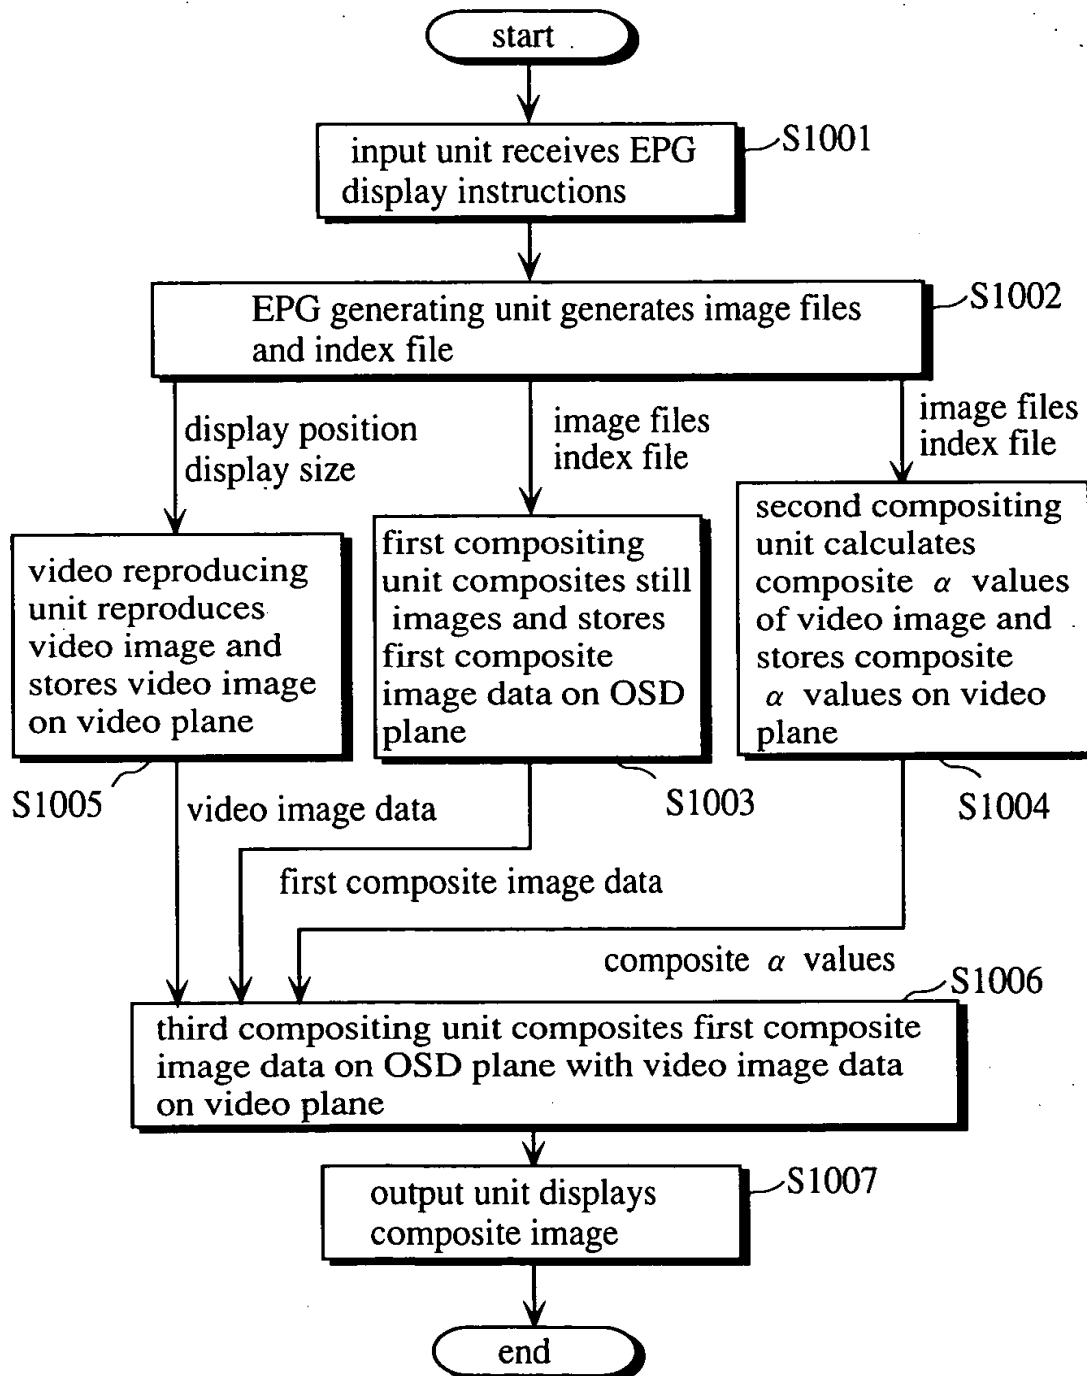 start
S1001
input unit receives EPG
display instructions
S1002
EPG generating unit generates image files
and index file
display position
display size
image files
index file
image files
index file
video reproducing
unit reproduces
video image and
stores video image
on video plane
S1005
first compositing
unit composites still
images and stores
first composite
image data on OSD
plane
S1003
second compositing
unit calculates
composite α values
of video image and
stores composite
α values on video
plane
S1004
video image data
first composite image data
composite α values
S1006
third compositing unit composites first composite
image data on OSD plane with video image data
on video plane
S1007
output unit displays
composite image
end